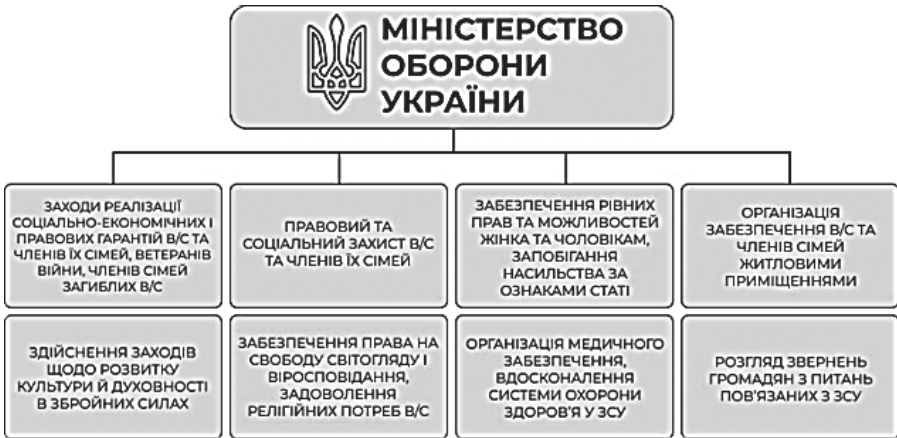 МІНІСТЕРСТВО
ОБОРОНИ
УКРАЇНИ
ЗАХОДИ РЕАЛІЗАЦІЇ
СОЦІАЛЬНО-ЕКОНОМІЧНИХ І
ПРАВОВИХ ГАРАНТІЙ В/С ТА
ЧЛЕНІВ ЇХ СІМЕЙ, ВЕТЕРАНІВ
ВІЙНИ, ЧЛЕНІВ СІМЕЙ
ЗАГИБЛИХ В/С
ПРАВОВИЙ ТА
СОЦІАЛЬНИЙ ЗАХИСТ В/С
ТА ЧЛЕНІВ ЇХ СІМЕЙ
ЗАБЕЗПЕЧЕННЯ РІВНИХ
ПРАВ ТА МОЖЛИВОСТЕЙ
ЖІНКА ТА ЧОЛОВІКАМ,
ЗАПОБІГАННЯ
НАСИЛЬСТВА ЗА
ОЗНАКАМИ СТАТІ
ОРГАНІЗАЦІЯ
ЗАБЕЗПЕЧЕННЯ В/С ТА
ЧЛЕНІВ СІМЕЙ
ЖИТЛОВИМИ
ПРИМІЩЕННЯМИ
ЗДІЙСНЕННЯ ЗАХОДІВ
ЩОДО РОЗВИТКУ
КУЛЬТУРИ Й ДУХОВНОСТІ
В ЗБРОЙНИХ СИЛАХ
ЗАБЕЗПЕЧЕННЯ ПРАВА НА
СВОБОДУ СВІТОГЛЯДУ І
ВІРОСПОВІДАННЯ,
ЗАДОВОЛЕННЯ
РЕЛІГІЙНИХ ПОТРЕБ В/С
ОРГАНІЗАЦІЯ МЕДИЧНОГО
ЗАБЕЗПЕЧЕННЯ,
ВДОСКОНАЛЕННЯ
СИСТЕМИ ОХОРОНИ
ЗДОРОВ'Я У ЗСУ
РОЗГЛЯД ЗВЕРНЕНЬ
ГРОМАДЯН З ПИТАНЬ
ПОВ'ЯЗАНИХ З ЗСУ